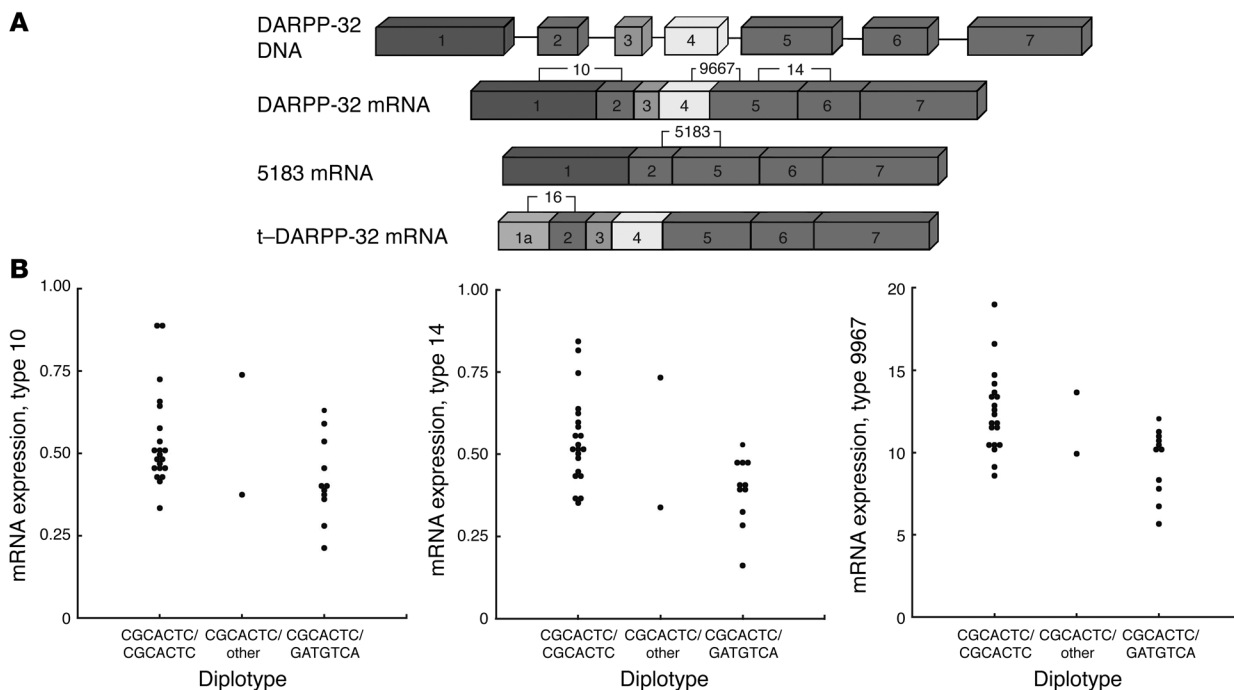 A
DARPP-32
DNA
1 2 3 4 5 6 7
10 9667 14
DARPP-32 mRNA
1 2 3 4 5 6 7
5183
5183 mRNA
1 2 5 6 7
16
t–DARPP-32 mRNA
1a 2 3 4 5 6 7
B
mRNA expression, type 10
1.00
0.75
0.50
0.25
0
CGCACTC/
CGCACTC
CGCACTC/
other
CGCACTC/
GATGTCA
Diplotype
mRNA expression, type 14
1.00
0.75
0.50
0.25
0
CGCACTC/
CGCACTC
CGCACTC/
other
CGCACTC/
GATGTCA
Diplotype
mRNA expression, type 9967
20
15
10
5
0
CGCACTC/
CGCACTC
CGCACTC/
other
CGCACTC/
GATGTCA
Diplotype